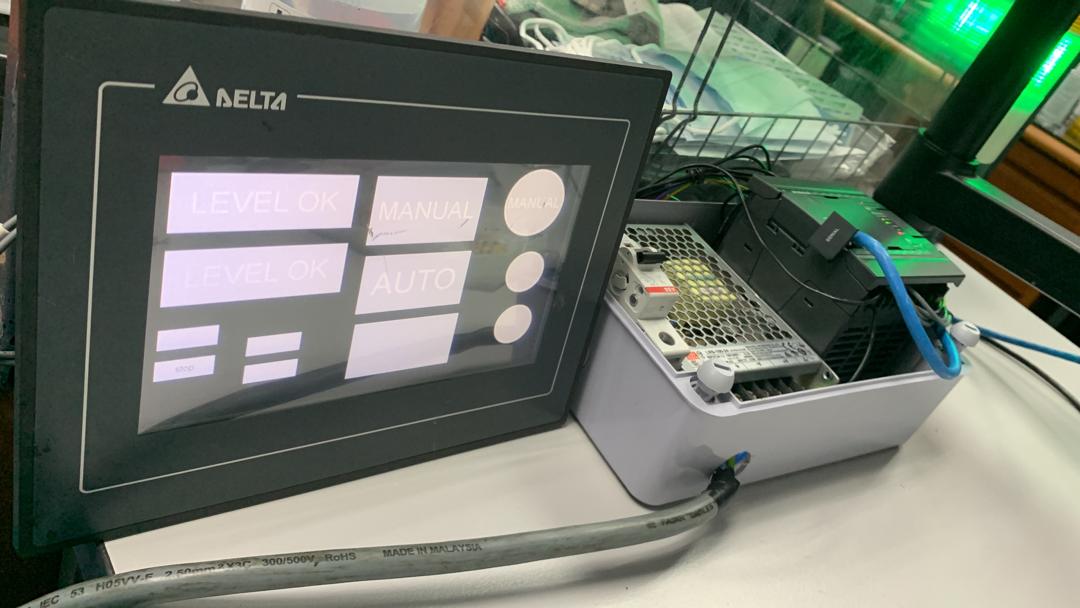 DELTA
LEVEL OK
MANUAL
MANUAL
LEVEL OK
AUTO
stop
IEC 53 H05VV-F 2.50mm²X3C 300/500V RoHS MADE IN MALAYSIA